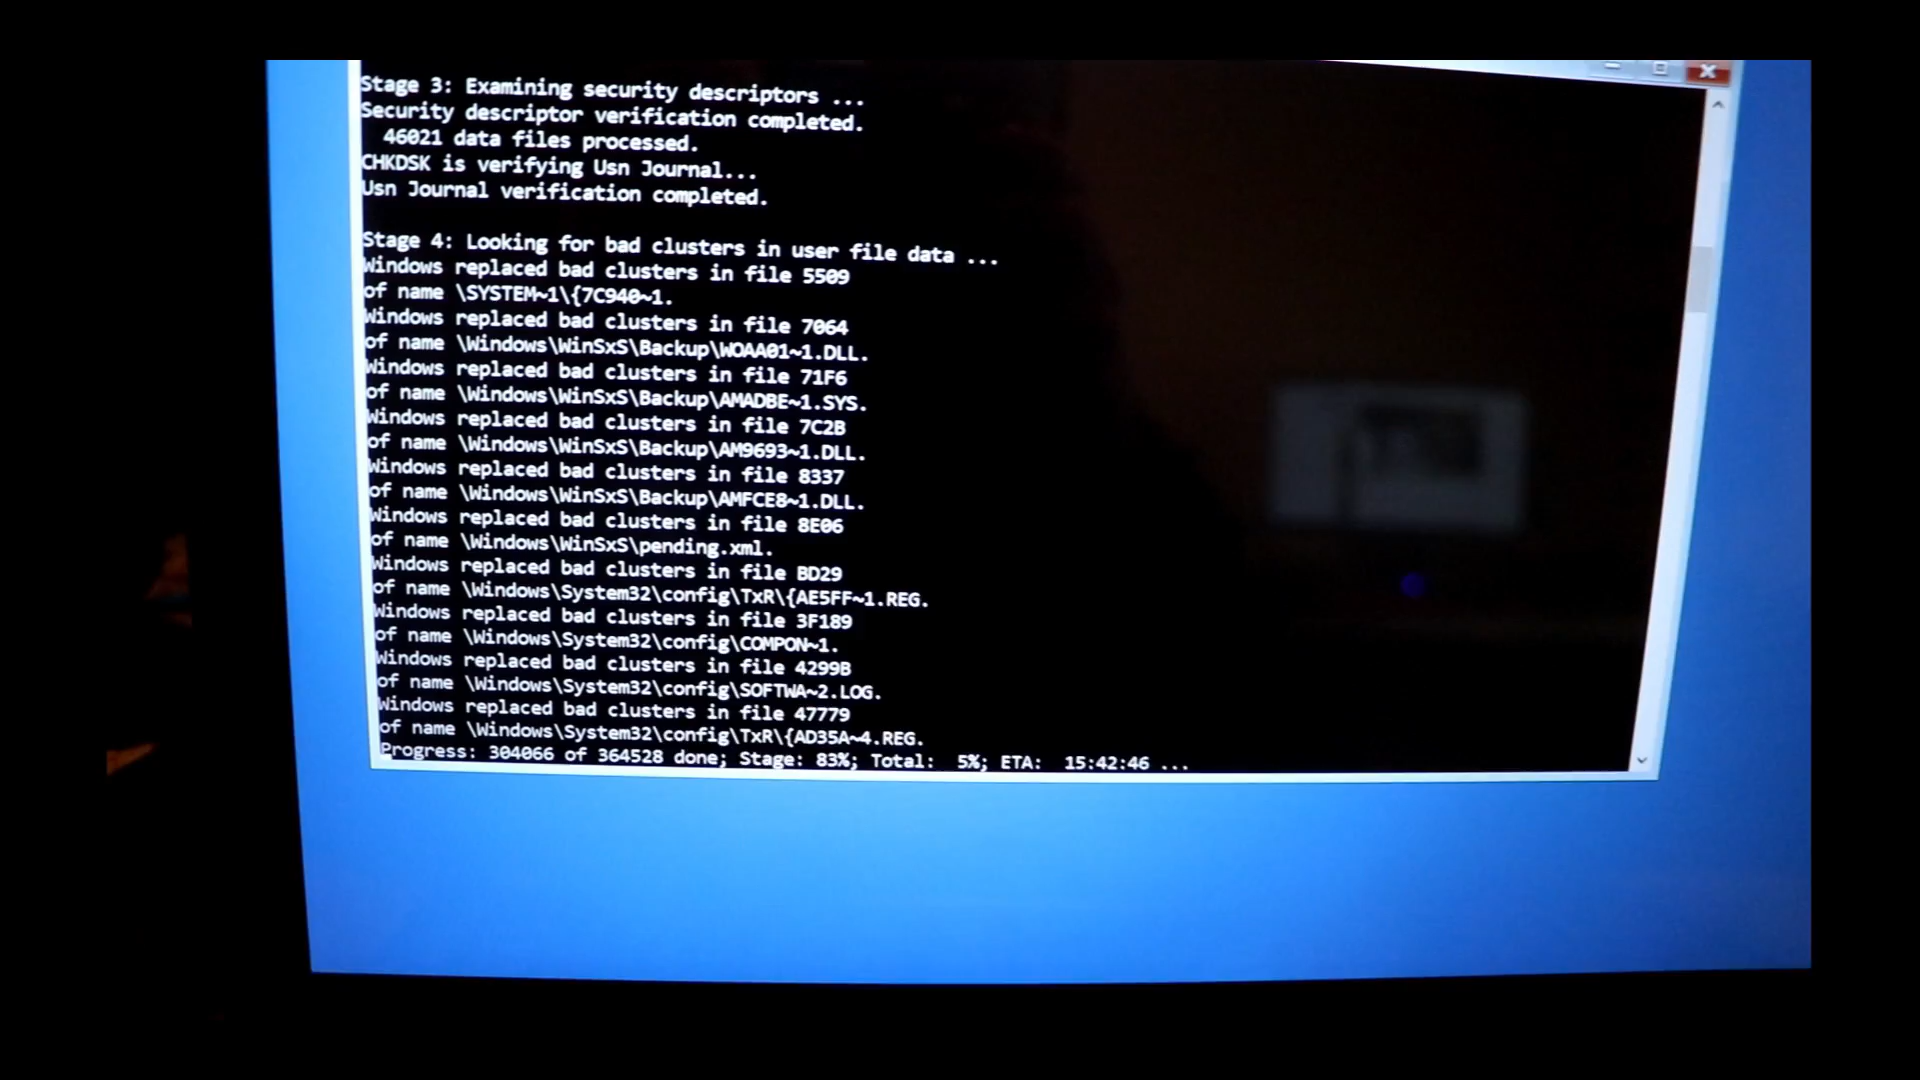 Stage 3: Examining security descriptors ...
Security descriptor verification completed.
46021 data files processed.
CHKDSK is verifying Usn Journal...
Usn Journal verification completed.
Stage 4: Looking for bad clusters in user file data ...
Windows replaced bad clusters in file 5509
of name \SYSTEM~1\{7C940~1.
Windows replaced bad clusters in file 7064
of name \Windows\WinSxS\Backup\WOAA01~1.DLL.
Windows replaced bad clusters in file 71F6
of name \Windows\WinSxS\Backup\AMADBE~1.SYS.
Windows replaced bad clusters in file 7C2B
of name \Windows\WinSxS\Backup\AM9693~1.DLL.
Windows replaced bad clusters in file 8337
of name \Windows\WinSxS\Backup\AMFCE8~1.DLL.
Windows replaced bad clusters in file 8E06
of name \Windows\WinSxS\pending.xml.
Windows replaced bad clusters in file BD29
of name \Windows\System32\config\TxR\{AE5FF~1.REG.
Windows replaced bad clusters in file 3F189
of name \Windows\System32\config\COMPON~1.
Windows replaced bad clusters in file 4299B
of name \Windows\System32\config\SOFTWA~2.LOG.
Windows replaced bad clusters in file 47779
of name \Windows\System32\config\TxR\{AD35A~4.REG.
Progress: 304066 of 364528 done; Stage: 83%; Total:  5%; ETA:  15:42:46 ...